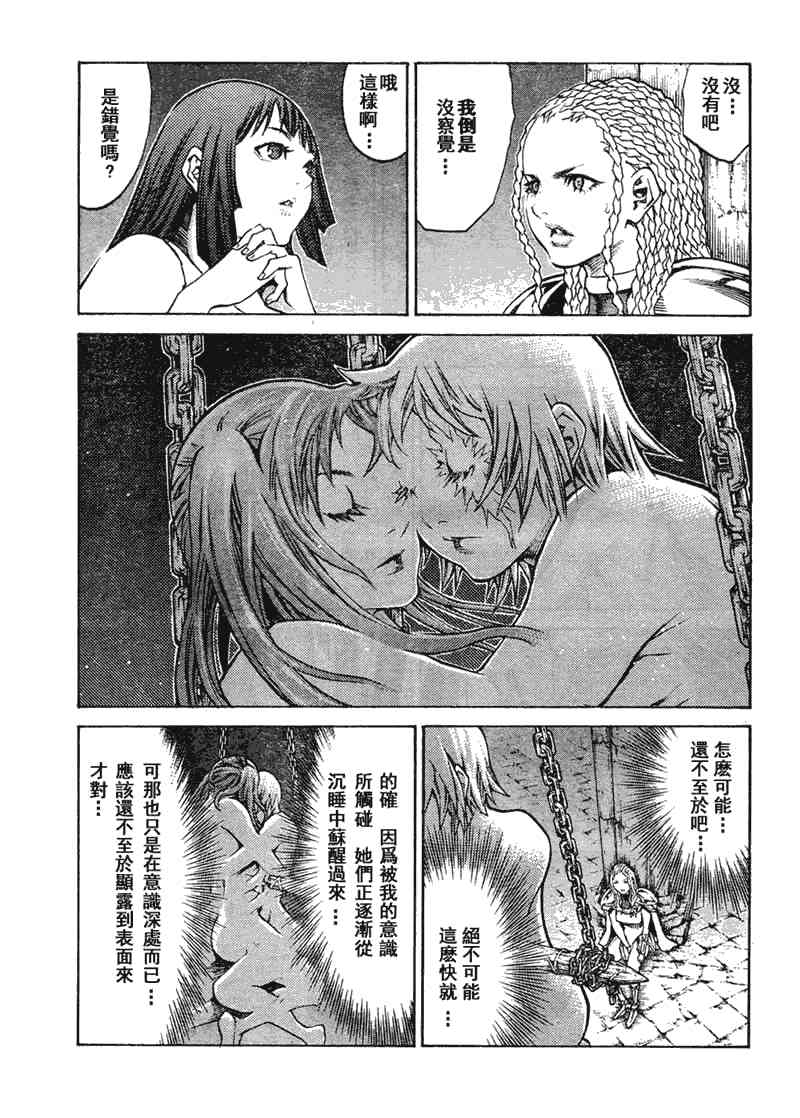 沒…
沒有吧
我倒是
沒察覺…
哦
這樣啊…
是錯覺嗎?
怎麽可能…
還不至於吧…
絕不可能
這麽快就…
的確 因爲被我的意識
所觸碰 她們正逐漸從
沉睡中蘇醒過來…
可那也只是在意識深處而已…
應該還不至於顯露到表面來
才對…